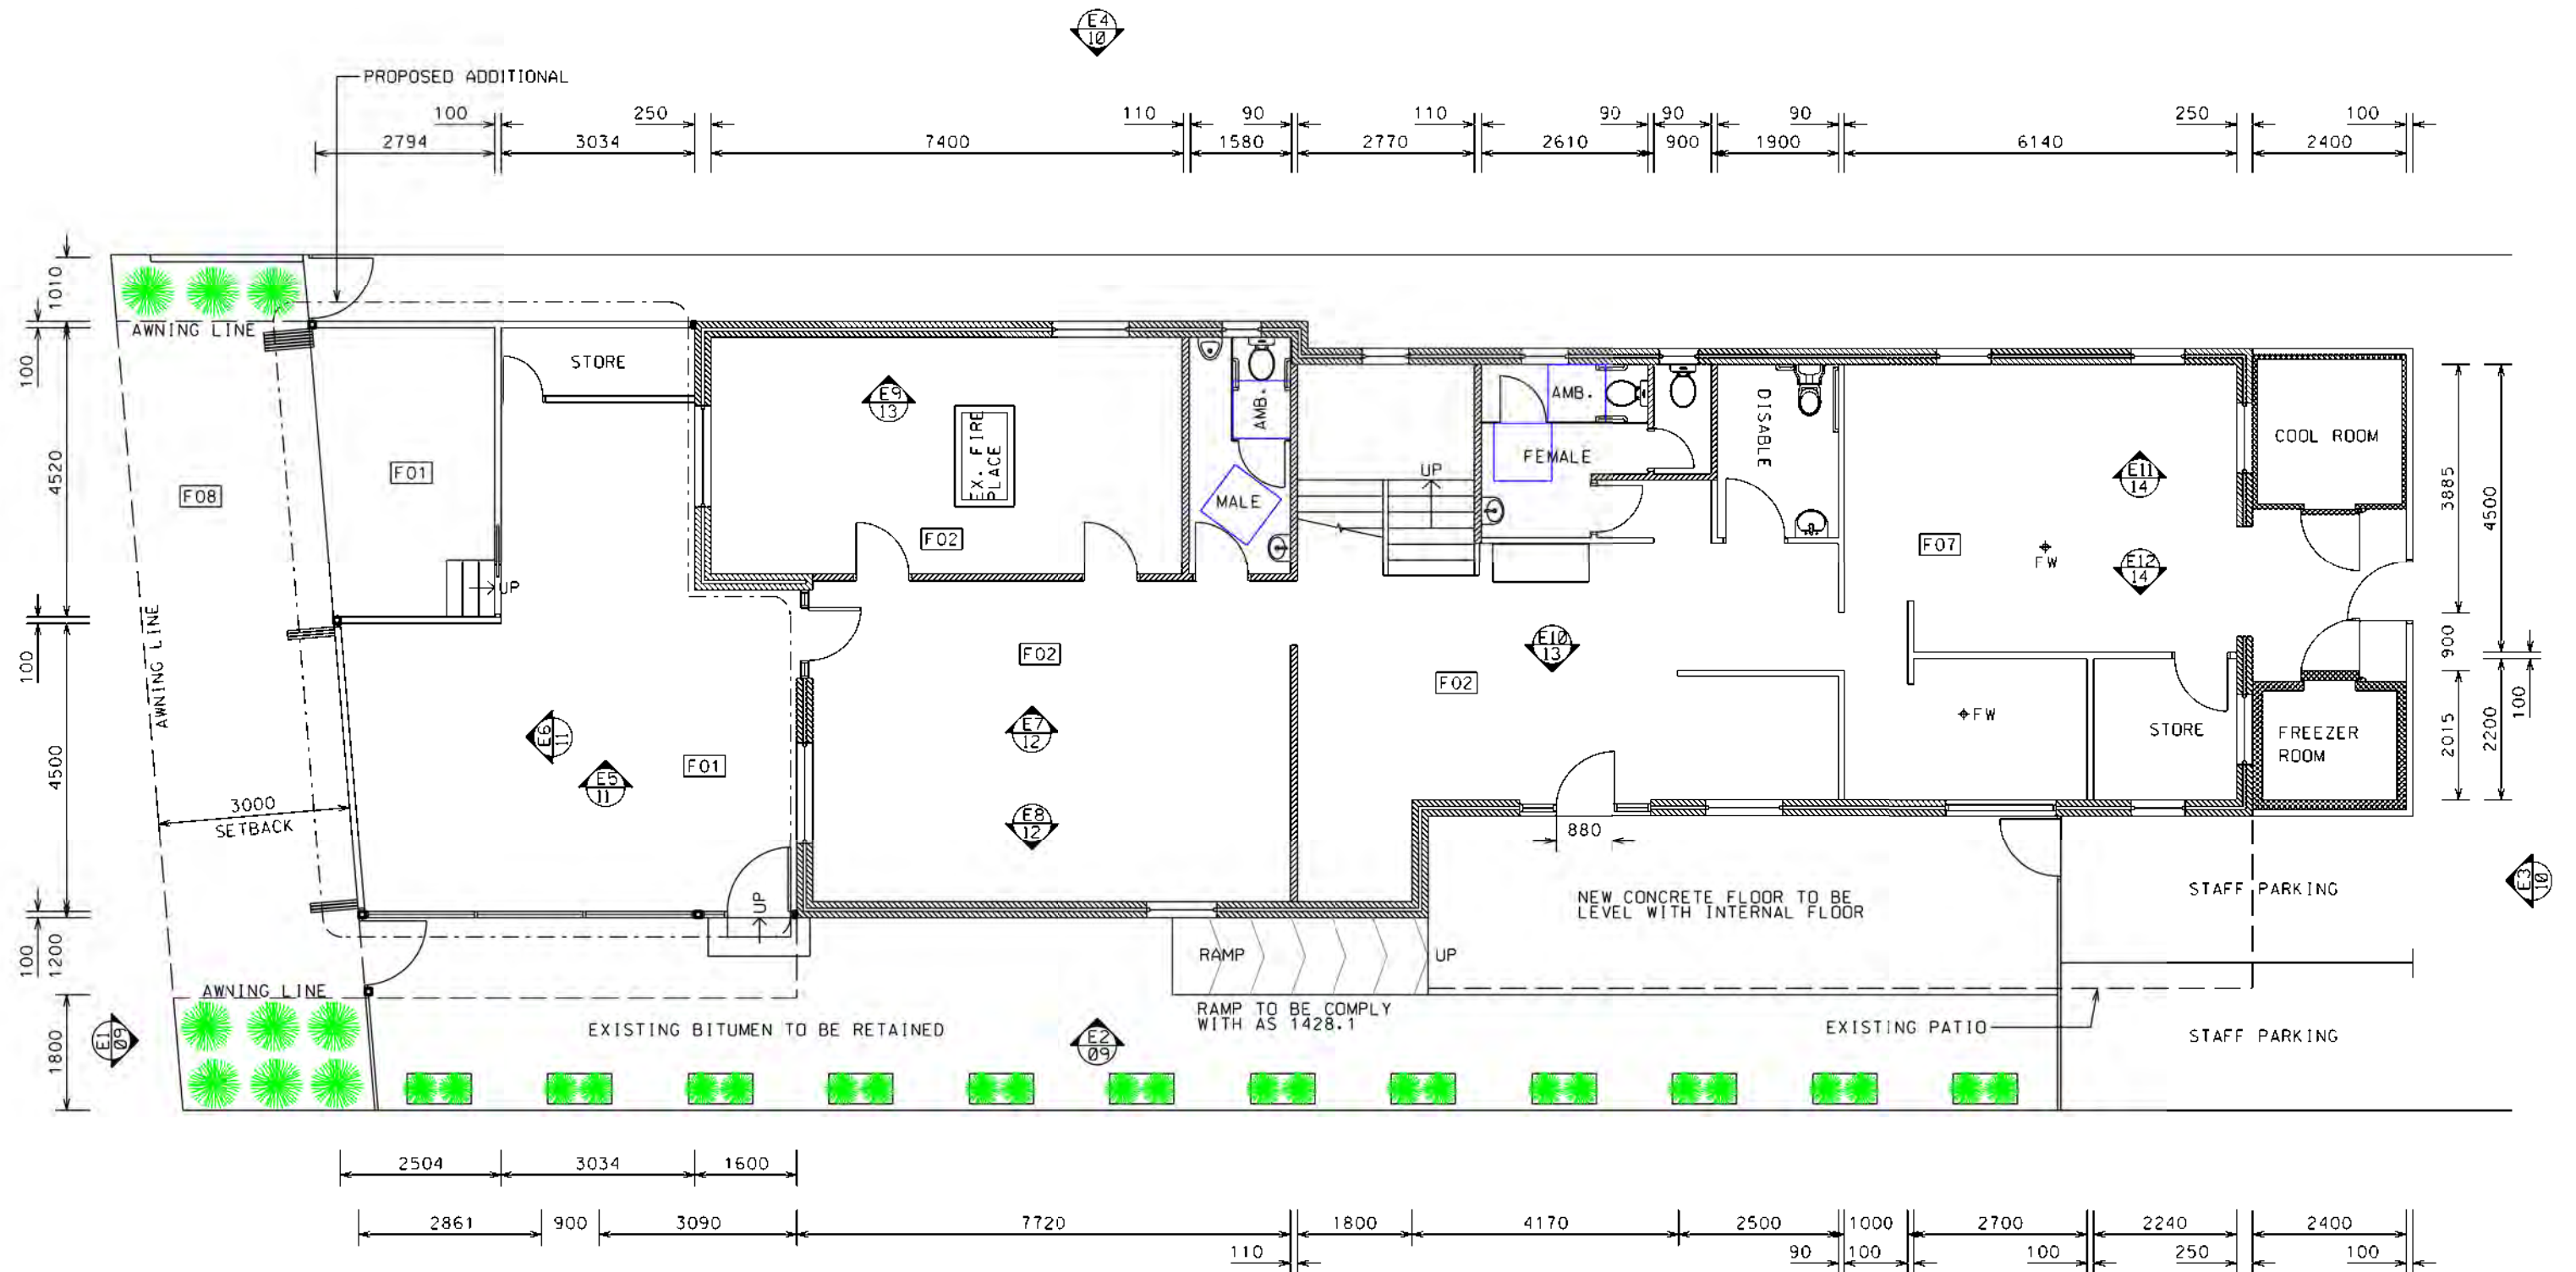 E4
10
PROPOSED ADDITIONAL
100 250 110 90 110 90 90 90 250 100
2794 3034 7400 1580 2770 2610 900 1900 6140 2400
1010
100
4520
100
4500
100
1200
1800
AWNING LINE
STORE
E9
13
EX. FIRE
PLACE
AMB.
AMB.
DISABLE
COOL ROOM
F08
F01
UP
FEMALE
E11
14
MALE
F02
F07
FW
E12
14
UP
AWNING LINE
F02
E10
13
F02
3885
4500
900
100
2015
2200
E6
11
E5
11
F01
E7
12
FW
STORE
FREEZER
ROOM
3000
SETBACK
E8
12
880
UP
NEW CONCRETE FLOOR TO BE
LEVEL WITH INTERNAL FLOOR
STAFF PARKING
E3
10
RAMP
UP
AWNING LINE
RAMP TO BE COMPLY
WITH AS 1428.1
EXISTING BITUMEN TO BE RETAINED
EXISTING PATIO
STAFF PARKING
E1
09
E2
09
2504 3034 1600
2861 900 3090 7720 1800 4170 2500 1000 2700 2240 2400
110 90 100 100 250 100